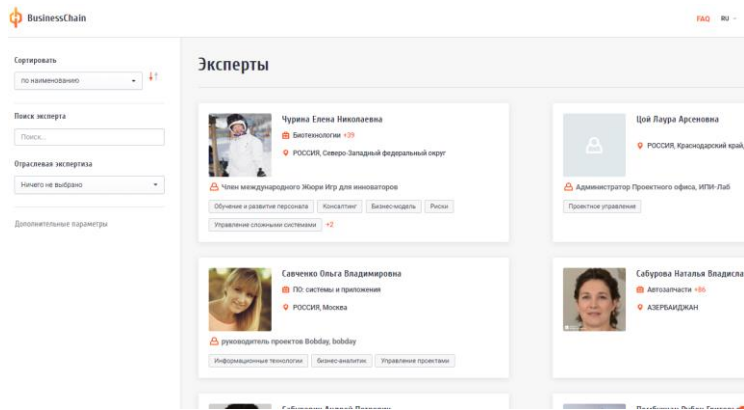 BusinessChain
FAQ RU
Сортировать
по наименованию
Поиск эксперта
Поиск...
Отраслевая экспертиза
Ничего не выбрано
Дополнительные параметры
Эксперты
Чурина Елена Николаевна
Биотехнологии +39
РОССИЯ, Северо-Западный федеральный округ
Член международного Жюри Игр для инноваторов
Обучение и развитие персонала Консалтинг Бизнес-модель Риски
Управление сложными системами +2
Цой Лаура Арсеновна
РОССИЯ, Краснодарский край,
Администратор Проектного офиса, ИПИ-Лаб
Проектное управление
Савченко Ольга Владимировна
ПО: системы и приложения
РОССИЯ, Москва
руководитель проектов Bobday, bobday
Информационные технологии бизнес-аналитик Управление проектами
Сабурова Наталья Владисла
Автозапчасти +86
АЗЕРБАЙДЖАН